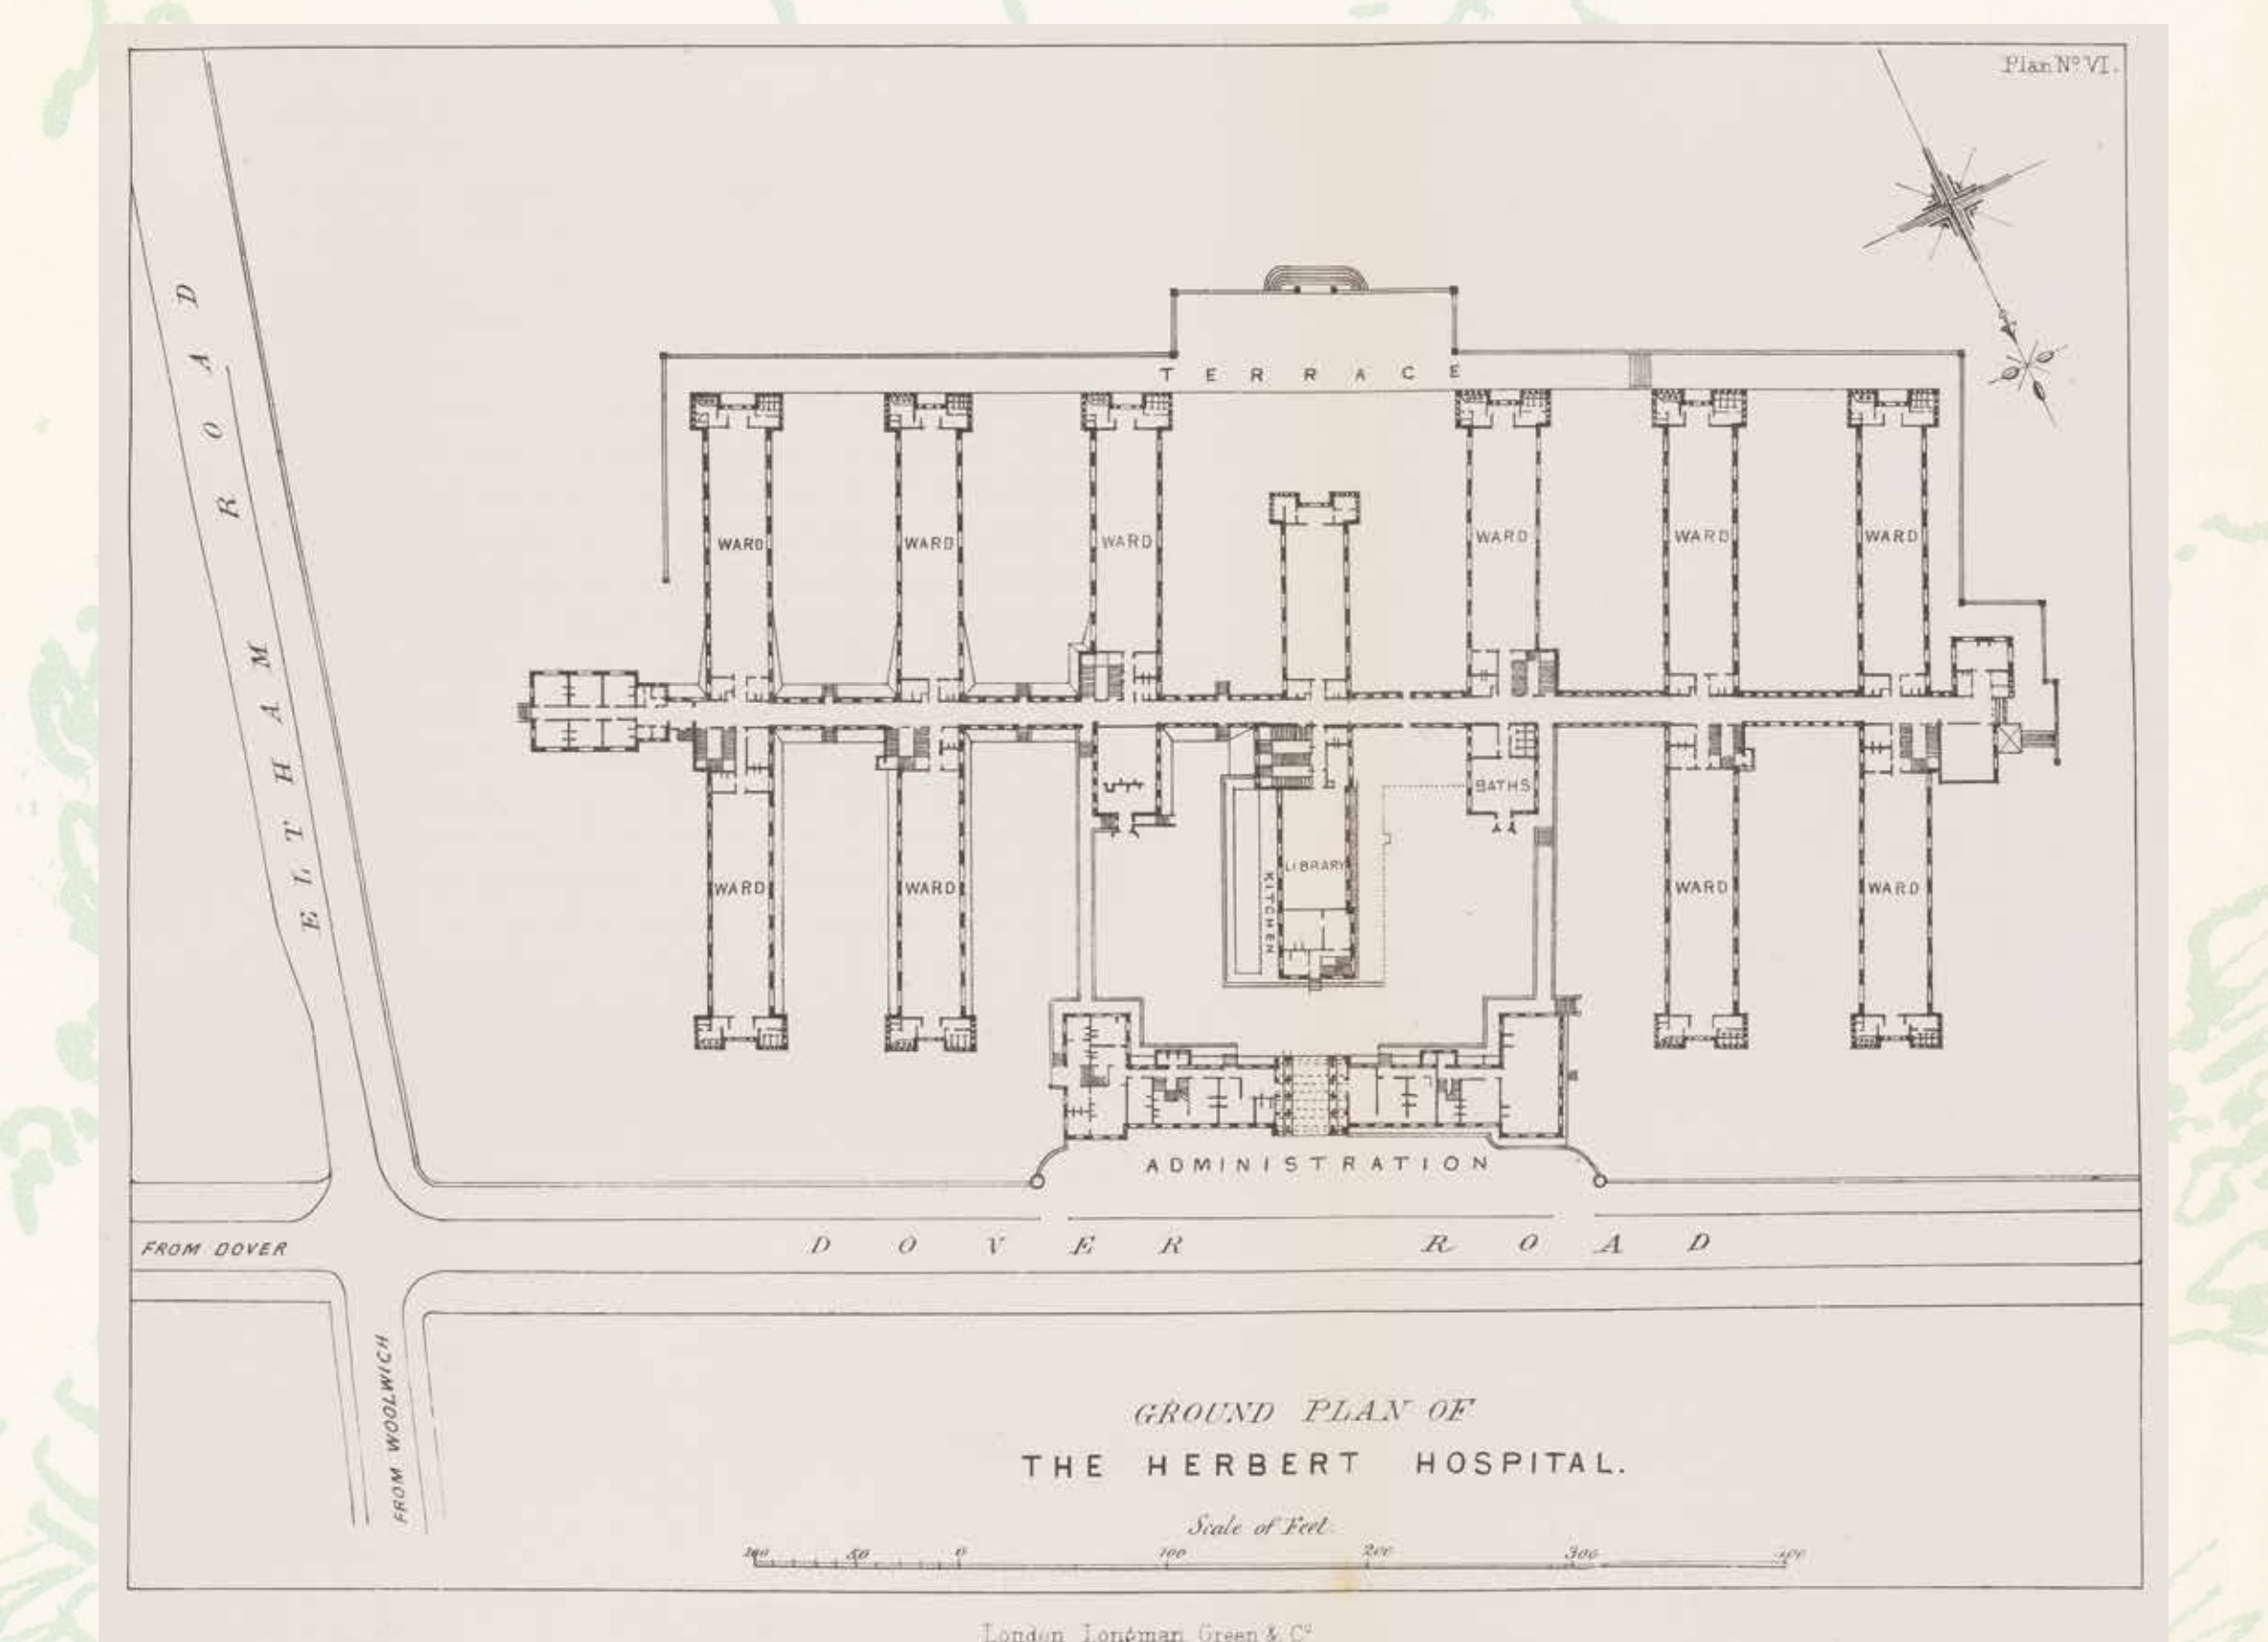 Plan Nº VI.
ELTHAM ROAD
TERRACE
WARD WARD WARD WARD WARD WARD
BATHS
LIBRARY
KITCHEN
WARD WARD WARD WARD
ADMINISTRATION
DOVER ROAD
FROM DOVER
FROM WOOLWICH
GROUND PLAN OF
THE HERBERT HOSPITAL.
Scale of Feet.
100 50 0 100 200 300 400
London Longman Green & Cº